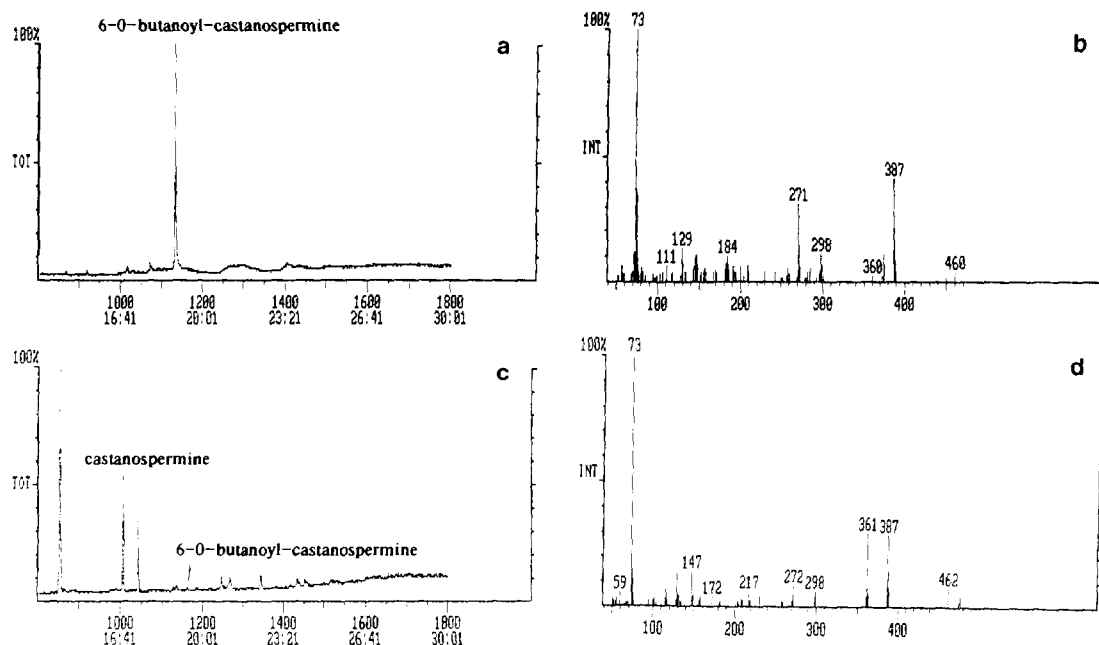 6-O-butanoyl-castanospermine
a
100%
TOT
1000 1200 1400 1600 1800
16:41 20:01 23:21 26:41 30:01
b
100%
73
INT
111 129 184 271 298 360 387 460
100 200 300 400
c
100%
castanospermine
TOT
6-O-butanoyl-castanospermine
1000 1200 1400 1600 1800
16:41 20:01 23:21 26:41 30:01
d
100%
73
INT
59 147 172 217 272 298 361 387 462
100 200 300 400